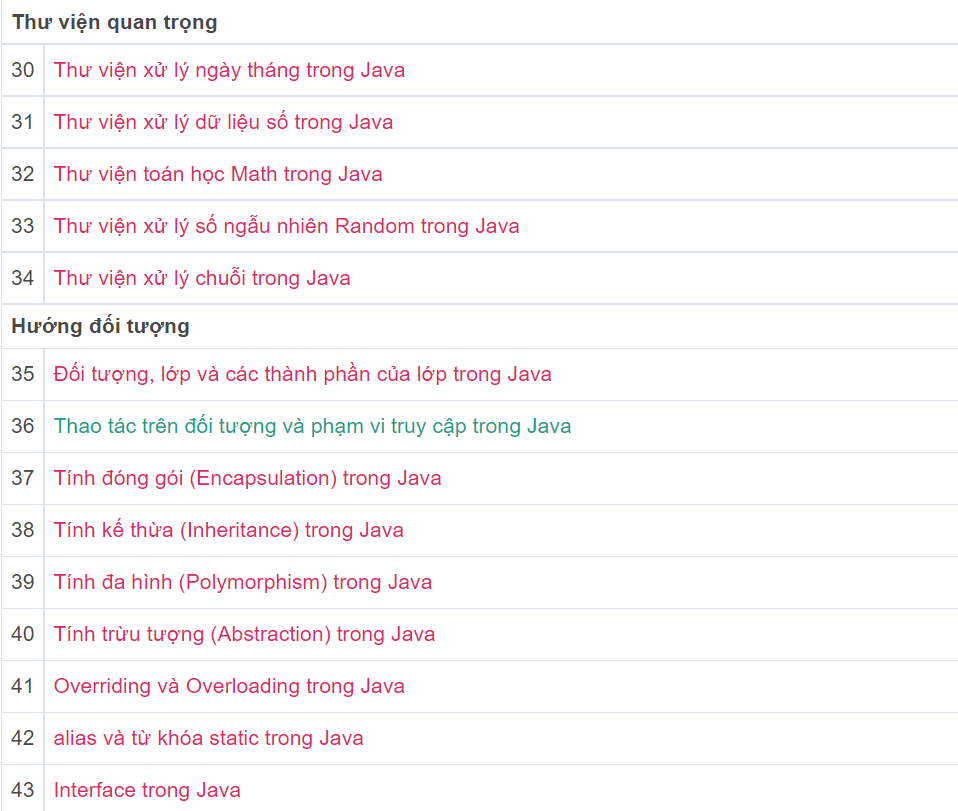 Thư viện quan trọng
30 Thư viện xử lý ngày tháng trong Java
31 Thư viện xử lý dữ liệu số trong Java
32 Thư viện toán học Math trong Java
33 Thư viện xử lý số ngẫu nhiên Random trong Java
34 Thư viện xử lý chuỗi trong Java
Hướng đối tượng
35 Đối tượng, lớp và các thành phần của lớp trong Java
36 Thao tác trên đối tượng và phạm vi truy cập trong Java
37 Tính đóng gói (Encapsulation) trong Java
38 Tính kế thừa (Inheritance) trong Java
39 Tính đa hình (Polymorphism) trong Java
40 Tính trừu tượng (Abstraction) trong Java
41 Overriding và Overloading trong Java
42 alias và từ khóa static trong Java
43 Interface trong Java